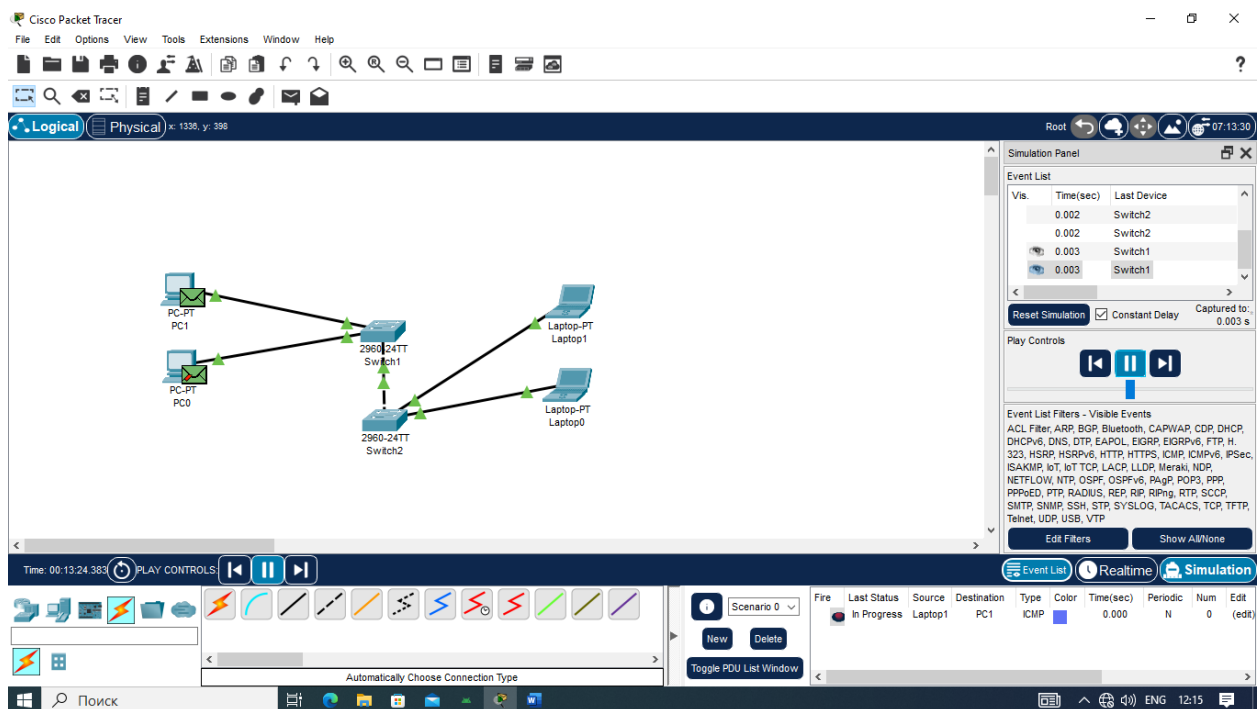 Cisco Packet Tracer
File Edit Options View Tools Extensions Window Help
?
Logical Physical x: 1336, y: 398 Root 07:13:30
Simulation Panel
Event List
Vis. Time(sec) Last Device
0.002 Switch2
0.002 Switch2
0.003 Switch1
0.003 Switch1
Reset Simulation Constant Delay Captured to:
0.003 s
Play Controls
PC-PT
PC1
PC-PT
PC0
2960-24TT
Switch1
2960-24TT
Switch2
Laptop-PT
Laptop1
Laptop-PT
Laptop0
Event List Filters - Visible Events
ACL Filter, ARP, BGP, Bluetooth, CAPWAP, CDP, DHCP,
DHCPv6, DNS, DTP, EAPOL, EIGRP, EIGRPv6, FTP, H.
323, HSRP, HSRPv6, HTTP, HTTPS, ICMP, ICMPv6, IPSec,
ISAKMP, IoT, IoT TCP, LACP, LLDP, Meraki, NDP,
NETFLOW, NTP, OSPF, OSPFv6, PAgP, POP3, PPP,
PPPoED, PTP, RADIUS, REP, RIP, RIPng, RTP, SCCP,
SMTP, SNMP, SSH, STP, SYSLOG, TACACS, TCP, TFTP,
Telnet, UDP, USB, VTP
Edit Filters Show All/None
Time: 00:13:24.383 PLAY CONTROLS: Event List Realtime Simulation
Automatically Choose Connection Type
Scenario 0
New Delete
Toggle PDU List Window
Fire Last Status Source Destination Type Color Time(sec) Periodic Num Edit
In Progress Laptop1 PC1 ICMP 0.000 N 0 (edit)
Поиск ENG 12:15